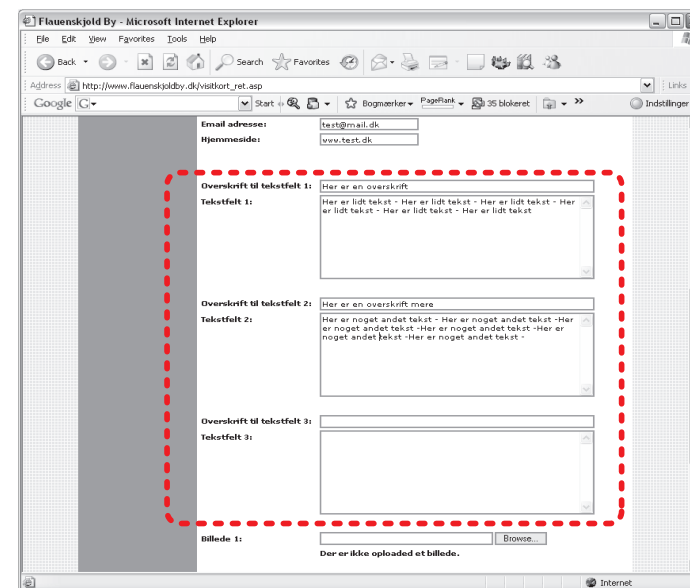 Flauenskjold By - Microsoft Internet Explorer
File Edit View Favorites Tools Help
Back Search Favorites
Address http://www.flauenskjoldby.dk/visitkort_ret.asp Links
Google G Start Bogmærker PageRank 35 blokeret » Indstillinger
Email adresse: test@mail.dk
Hjemmeside: www.test.dk
Overskrift til tekstfelt 1: Her er en overskrift
Tekstfelt 1: Her er lidt tekst - Her er lidt tekst - Her er lidt tekst - Her
er lidt tekst - Her er lidt tekst - Her er lidt tekst
Overskrift til tekstfelt 2: Her er en overskrift mere
Tekstfelt 2: Her er noget andet tekst - Her er noget andet tekst -Her
er noget andet tekst -Her er noget andet tekst -Her er
noget andet tekst -Her er noget andet tekst -
Overskrift til tekstfelt 3:
Tekstfelt 3:
Billede 1: Browse...
Der er ikke oploaded et billede.
Internet